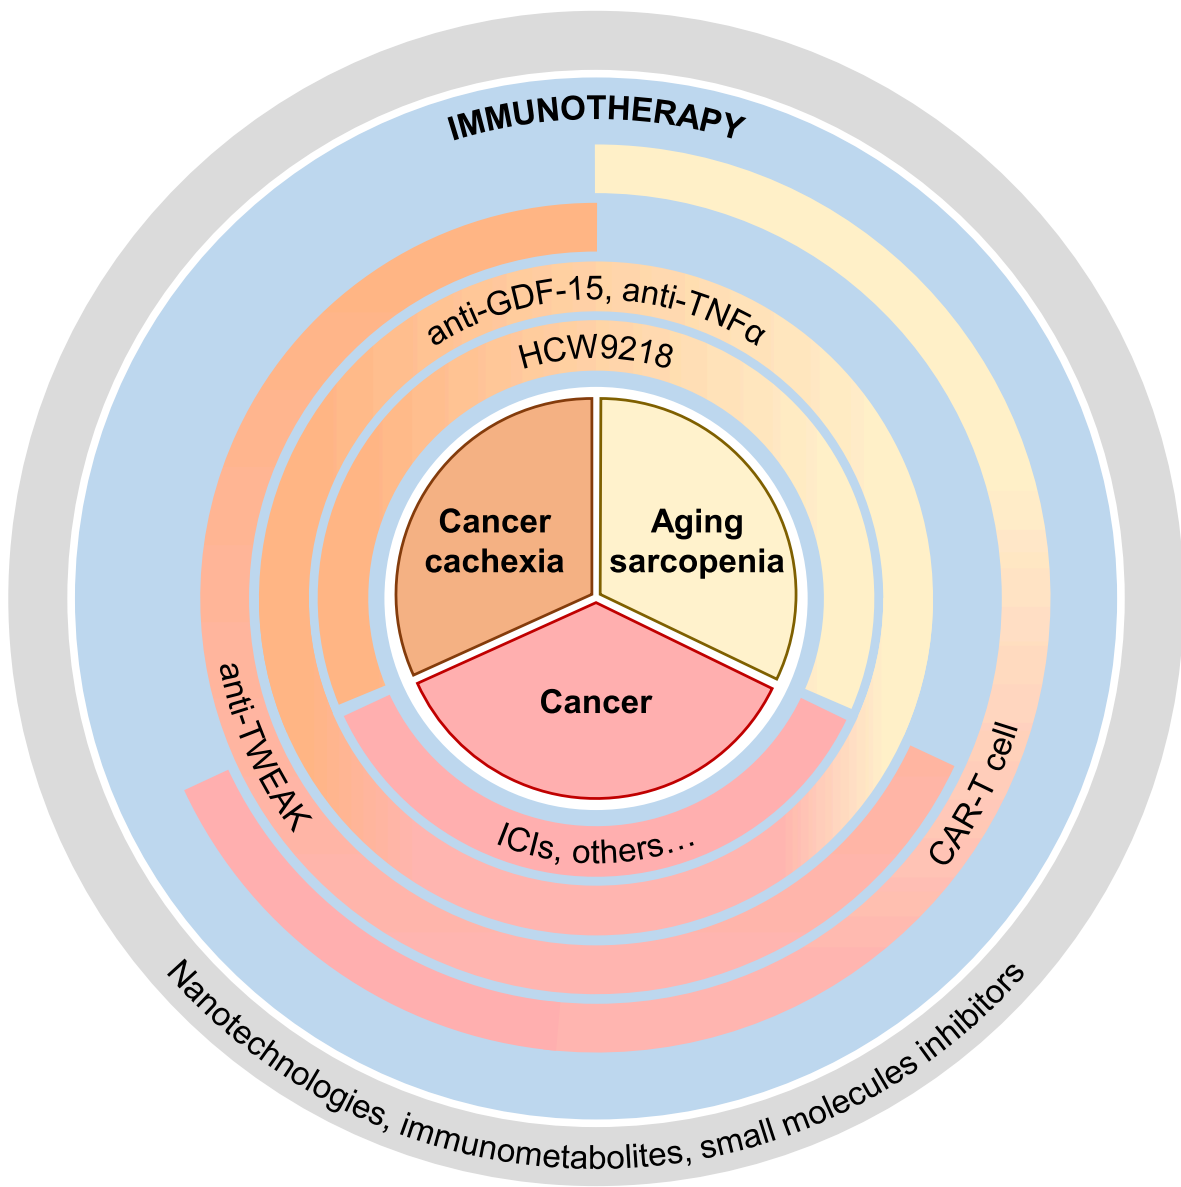 IMMUNOTHERAPY
anti-GDF-15, anti-TNFα
HCW9218
Cancer
cachexia
Aging
sarcopenia
Cancer
anti-TWEAK
CAR-T cell
ICIs, others…
Nanotechnologies, immunometabolites, small molecules inhibitors